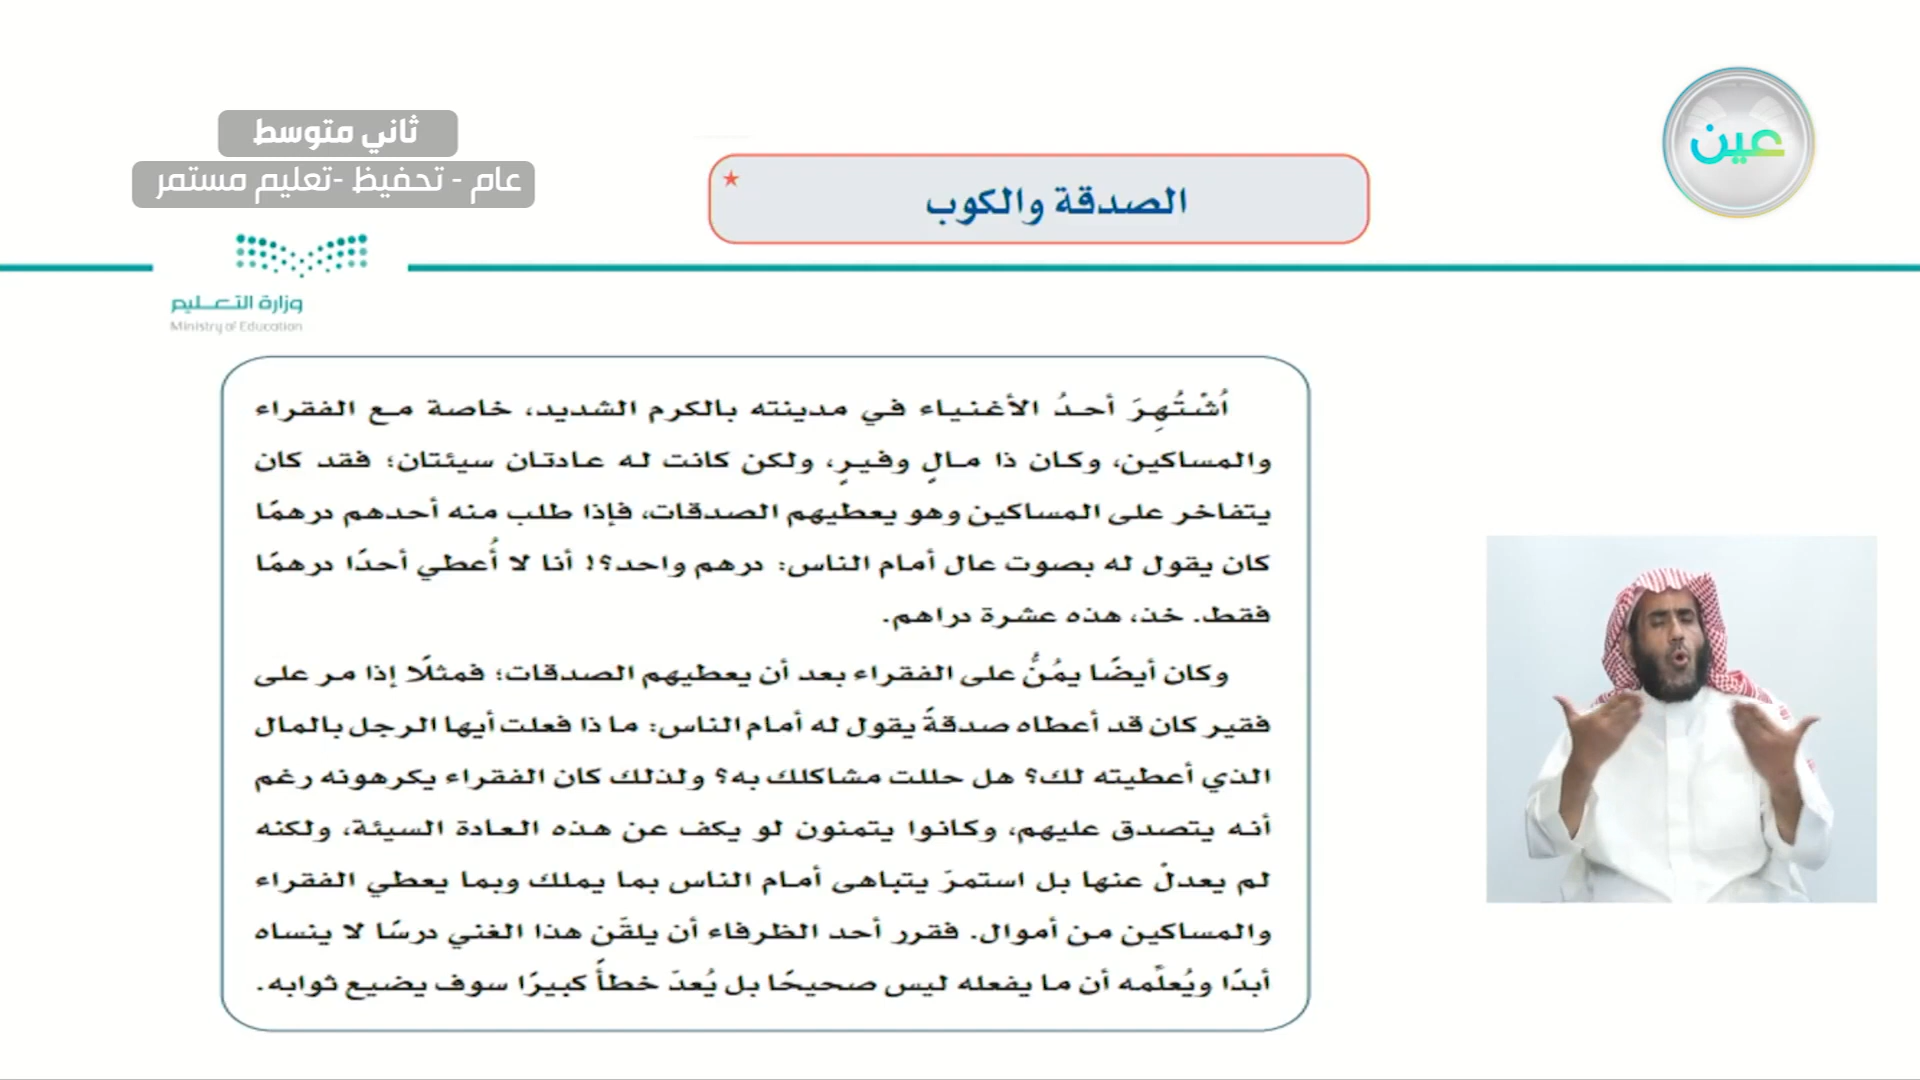 ثاني متوسط
عام - تحفيظ -تعليم مستمر
عين
الصدقة والكوب
وزارة التعليم
Ministry of Education
اُشْتُهِرَ أحدُ الأغنياء في مدينته بالكرم الشديد، خاصة مع الفقراء
والمساكين، وكان ذا مالٍ وفيرٍ، ولكن كانت له عادتان سيئتان؛ فقد كان
يتفاخر على المساكين وهو يعطيهم الصدقات، فإذا طلب منه أحدهم درهمًا
كان يقول له بصوت عال أمام الناس: درهم واحد؟! أنا لا أُعطي أحدًا درهمًا
فقط. خذ، هذه عشرة دراهم.
وكان أيضًا يمُنُّ على الفقراء بعد أن يعطيهم الصدقات؛ فمثلًا إذا مر على
فقير كان قد أعطاه صدقةً يقول له أمام الناس: ما ذا فعلت أيها الرجل بالمال
الذي أعطيته لك؟ هل حللت مشاكلك به؟ ولذلك كان الفقراء يكرهونه رغم
أنه يتصدق عليهم، وكانوا يتمنون لو يكف عن هذه العادة السيئة، ولكنه
لم يعدلْ عنها بل استمرَ يتباهى أمام الناس بما يملك وبما يعطي الفقراء
والمساكين من أموال. فقرر أحد الظرفاء أن يلقَن هذا الغني درسًا لا ينساه
أبدًا ويُعلِّمه أن ما يفعله ليس صحيحًا بل يُعدّ خطأً كبيرًا سوف يضيع ثوابه.